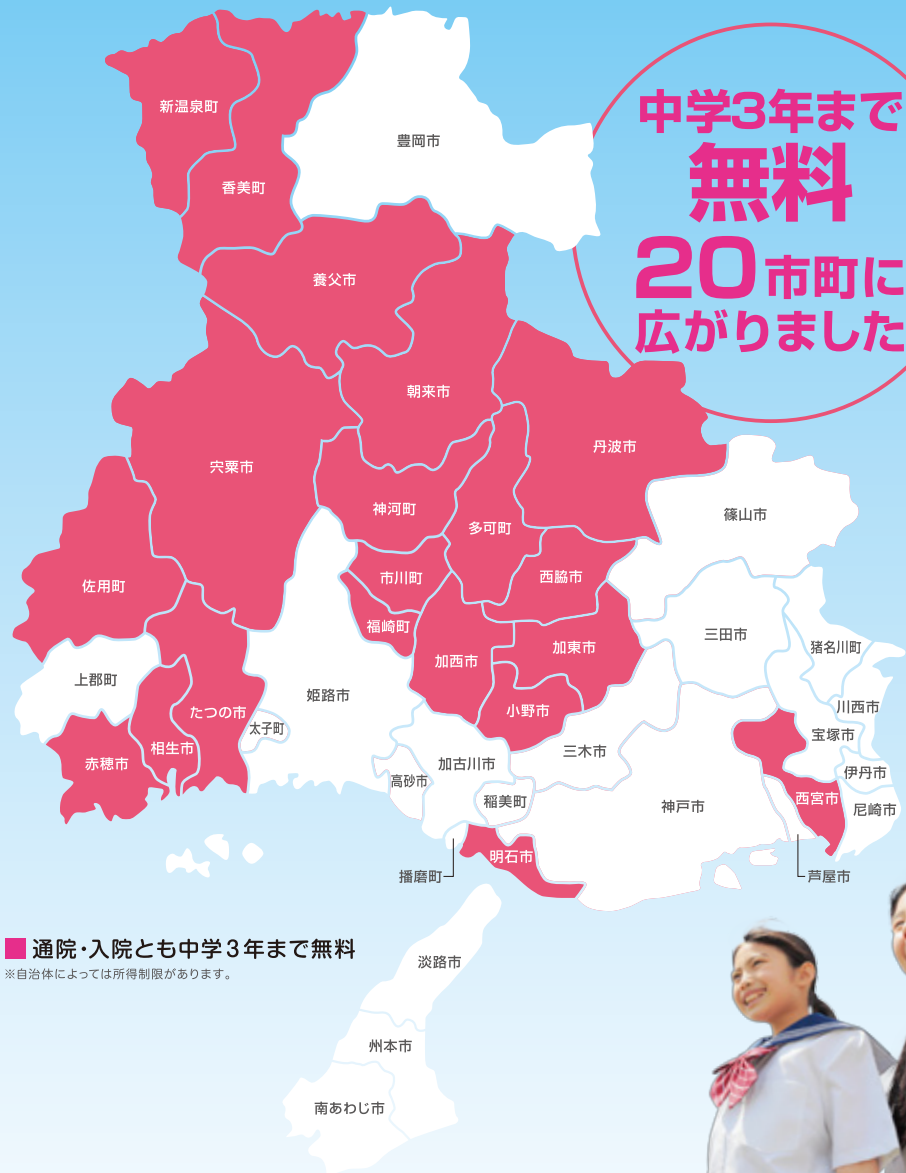 中学3年まで
無料
20市町に
広がりました
新温泉町
豊岡市
香美町
養父市
朝来市
丹波市
宍粟市
神河町
多可町
篠山市
市川町
西脇市
佐用町
福崎町
加東市
三田市
猪名川町
加西市
上郡町
姫路市
川西市
たつの市
小野市
太子町
宝塚市
相生市
三木市
赤穂市
加古川市
伊丹市
高砂市
西宮市
稲美町
神戸市
尼崎市
明石市
播磨町
芦屋市
通院・入院とも中学3年まで無料
※自治体によっては所得制限があります。
淡路市
州本市
南あわじ市